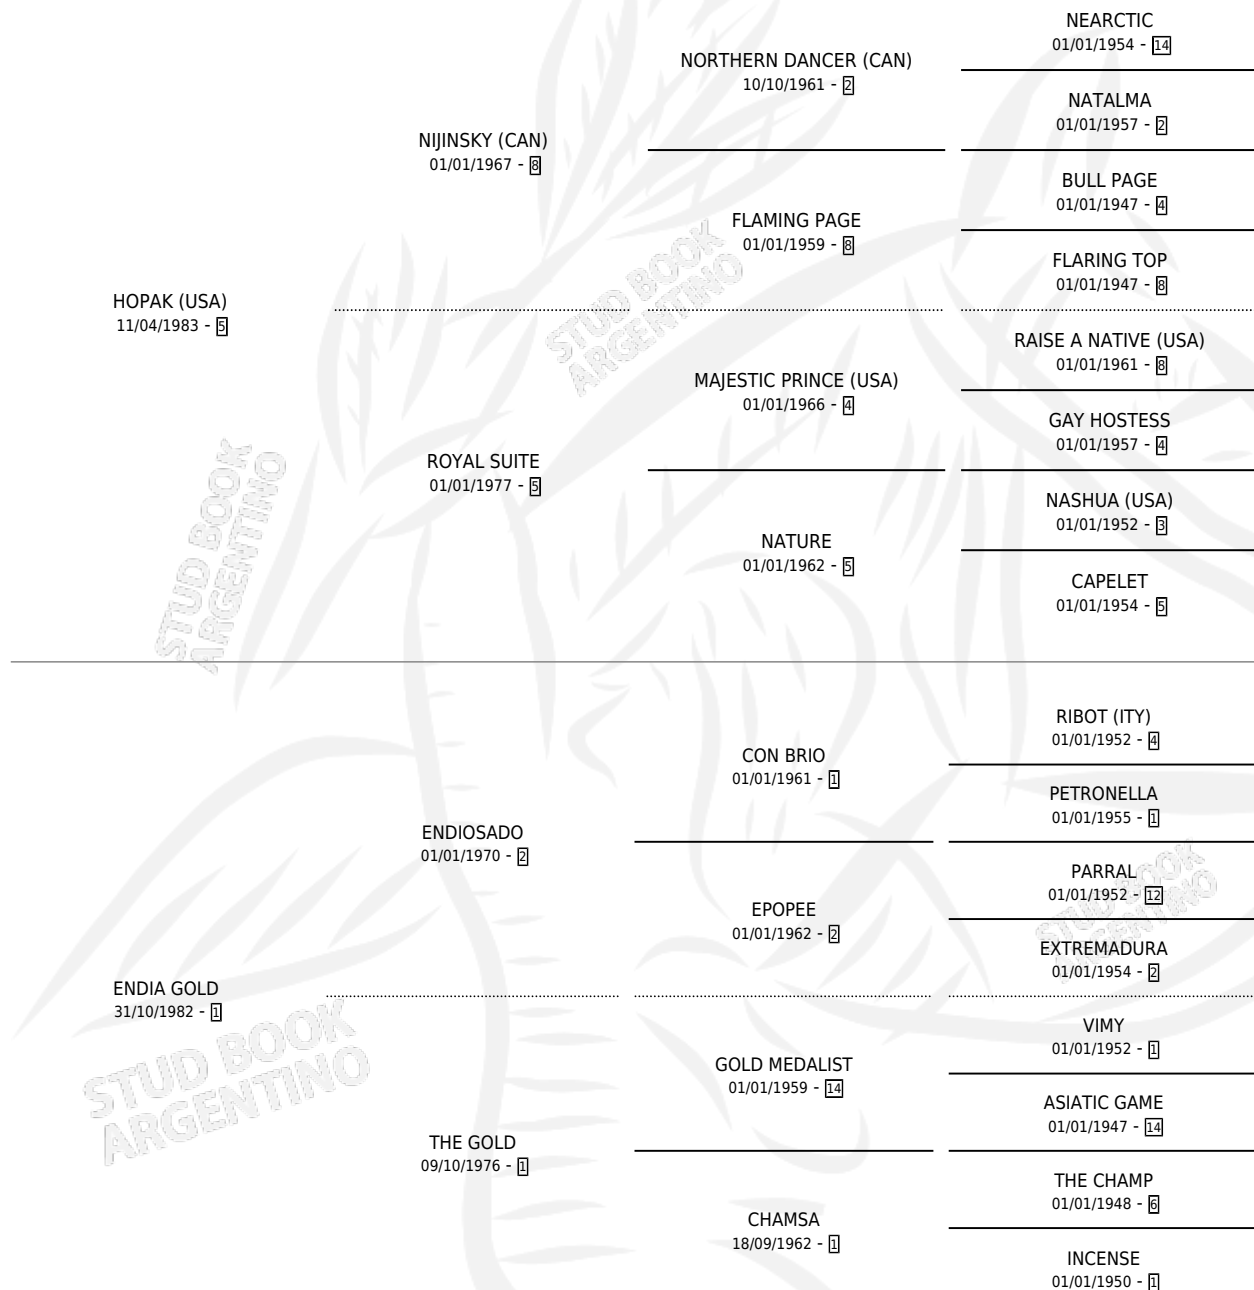 NEARCTIC
01/01/1954 - 14
NORTHERN DANCER (CAN)
10/10/1961 - 2
NATALMA
01/01/1957 - 2
NIJINSKY (CAN)
01/01/1967 - 8
BULL PAGE
01/01/1947 - 4
FLAMING PAGE
01/01/1959 - 8
FLARING TOP
01/01/1947 - 8
HOPAK (USA)
11/04/1983 - 5
STUD BOOK
ARGENTINO
RAISE A NATIVE (USA)
01/01/1961 - 8
MAJESTIC PRINCE (USA)
01/01/1966 - 4
GAY HOSTESS
01/01/1957 - 4
ROYAL SUITE
01/01/1977 - 5
NASHUA (USA)
01/01/1952 - 3
NATURE
01/01/1962 - 5
CAPELET
01/01/1954 - 5
STUD BOOK
ARGENTINO
RIBOT (ITY)
01/01/1952 - 4
CON BRIO
01/01/1961 - 1
PETRONELLA
01/01/1955 - 1
ENDIOSADO
01/01/1970 - 2
PARRAL
01/01/1952 - 12
EPOPEE
01/01/1962 - 2
EXTREMADURA
01/01/1954 - 2
STUD BOOK
ARGENTINO
ENDIA GOLD
31/10/1982 - 1
VIMY
01/01/1952 - 1
GOLD MEDALIST
01/01/1959 - 14
ASIATIC GAME
01/01/1947 - 14
STUD BOOK
ARGENTINO
THE GOLD
09/10/1976 - 1
THE CHAMP
01/01/1948 - 6
CHAMSA
18/09/1962 - 1
INCENSE
01/01/1950 - 1